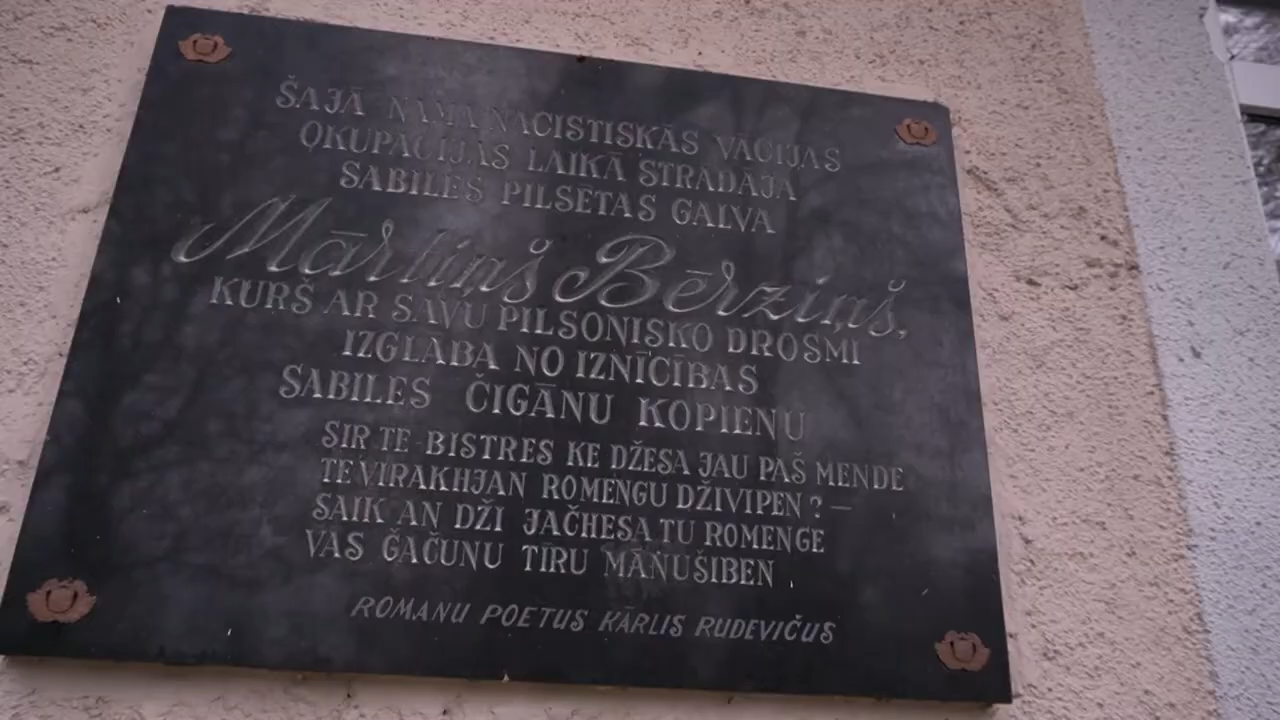 ŠAJĀ NAMĀ NACISTISKĀS VĀCIJAS
OKUPĀCIJAS LAIKĀ STRĀDĀJA
SABILES PILSĒTAS GALVA
Mārtiņš Bērziņš,
KURŠ AR SAVU PILSONISKO DROSMI
IZGLĀBA NO IZNĪCĪBAS
SABILES ČIGĀNU KOPIENU
SIR TE BISTRES KE DŽESA JAU PAŠ MENDE
TE VIRAKHJAN ROMENGU DŽIVIPEN? —
SAIK AN DŽI JAČHESA TU ROMENGE
VAS ČAČUNU TĪRU MĀNUŠIBEN.
ROMANU POETUS KĀRLIS RUDEVIČUS